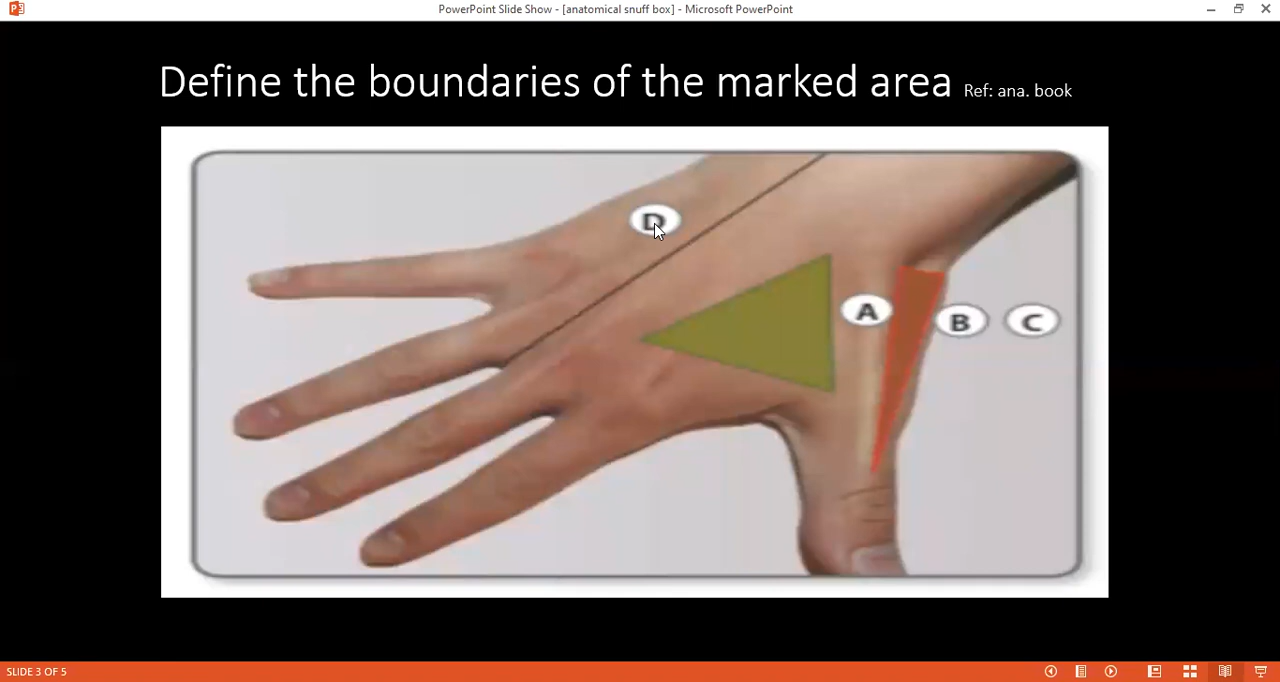 PowerPoint Slide Show - [anatomical snuff box] - Microsoft PowerPoint
Define the boundaries of the marked area Ref: ana. book
D
A
B
C
SLIDE 3 OF 5